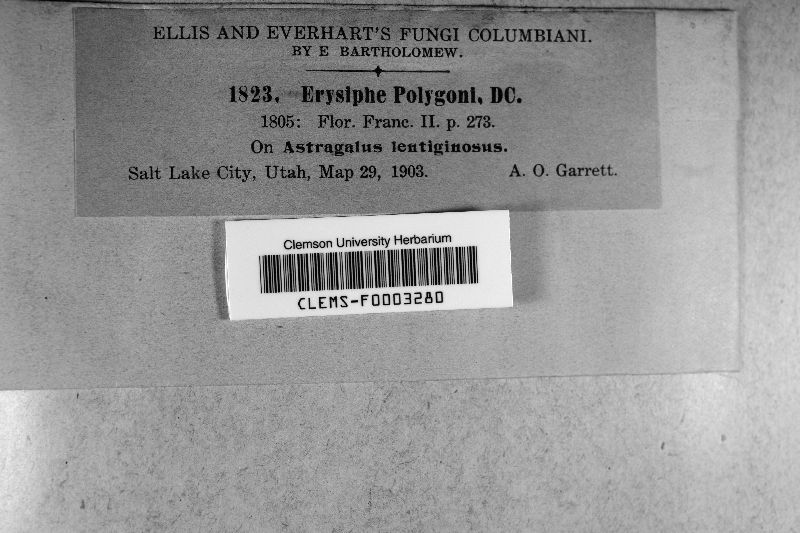 ELLIS AND EVERHART'S FUNGI COLUMBIANI.
BY E BARTHOLOMEW.
1823. Erysiphe Polygoni, DC.
1805: Flor. Franc. II. p. 273.
On Astragalus lentiginosus.
Salt Lake City, Utah, Map 29, 1903. A. O. Garrett.
Clemson University Herbarium
CLEMS-F0003280